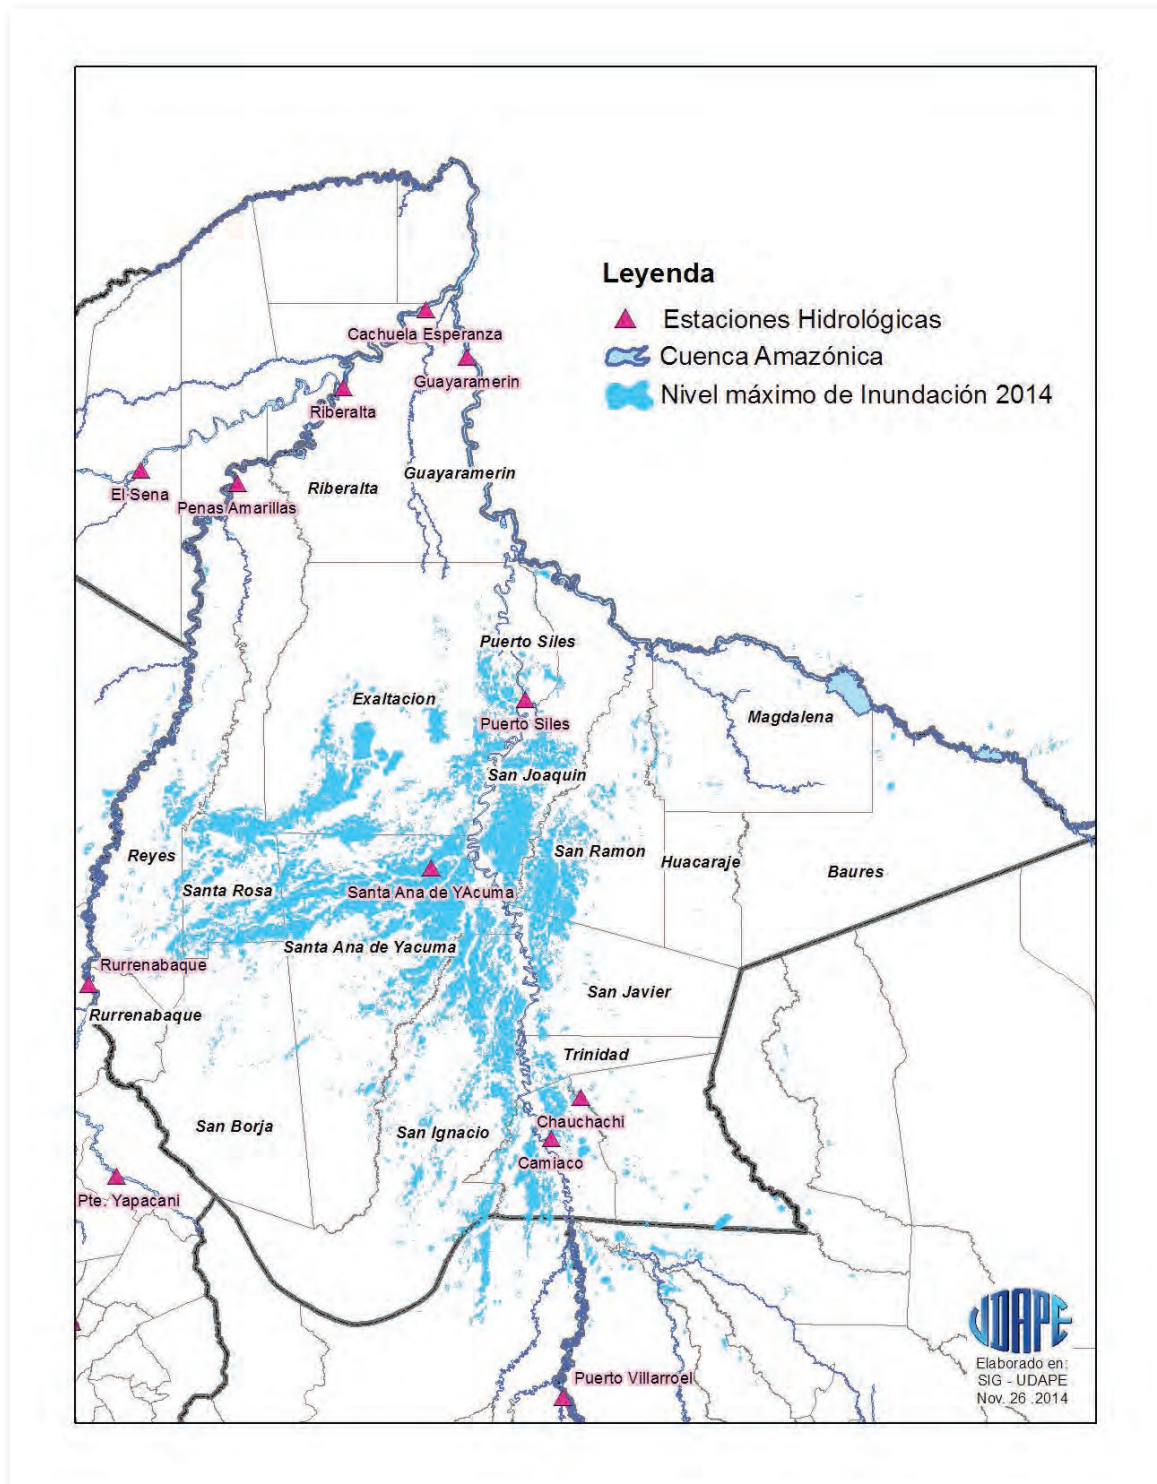 Leyenda
Estaciones Hidrológicas
Cuenca Amazónica
Nivel máximo de Inundación 2014
Cachuela Esperanza
Guayaramerin
Riberalta
Guayaramerin
Riberalta
El Sena
Penas Amarillas
Puerto Siles
Exaltacion
Puerto Siles
Magdalena
San Joaquin
Reyes
San Ramon
Huacaraje
Baures
Santa Rosa
Santa Ana de YAcuma
Santa Ana de Yacuma
Rurrenabaque
San Javier
Rurrenabaque
Trinidad
San Borja
San Ignacio
Chauchachi
Camiaco
Pte. Yapacani
UDAPE
Elaborado en:
SIG - UDAPE
Nov. 26 .2014
Puerto Villarroel